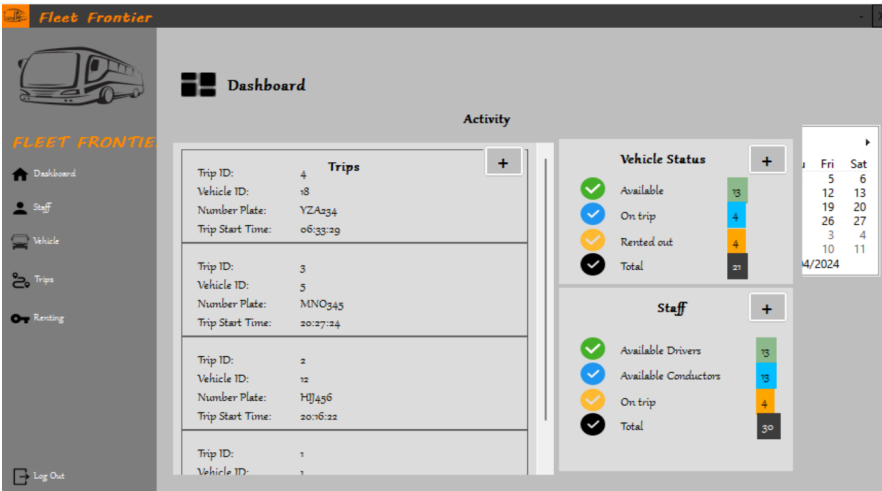 Fleet Frontier
Dashboard
Activity
FLEET FRONTIE
Dashboard
Staff
Vehicle
Trips
Renting
Log Out
Trips +
Trip ID: 4
Vehicle ID: 18
Number Plate: YZA234
Trip Start Time: 06:33:29
Trip ID: 3
Vehicle ID: 5
Number Plate: MNO345
Trip Start Time: 20:27:24
Trip ID: 2
Vehicle ID: 12
Number Plate: HIJ456
Trip Start Time: 20:16:22
Trip ID: 1
Vehicle ID: 1
Vehicle Status +
Available 13
On trip 4
Rented out 4
Total 21
Staff +
Available Drivers 13
Available Conductors 13
On trip 4
Total 30
Fri Sat
5 6
12 13
19 20
26 27
3 4
10 11
04/2024